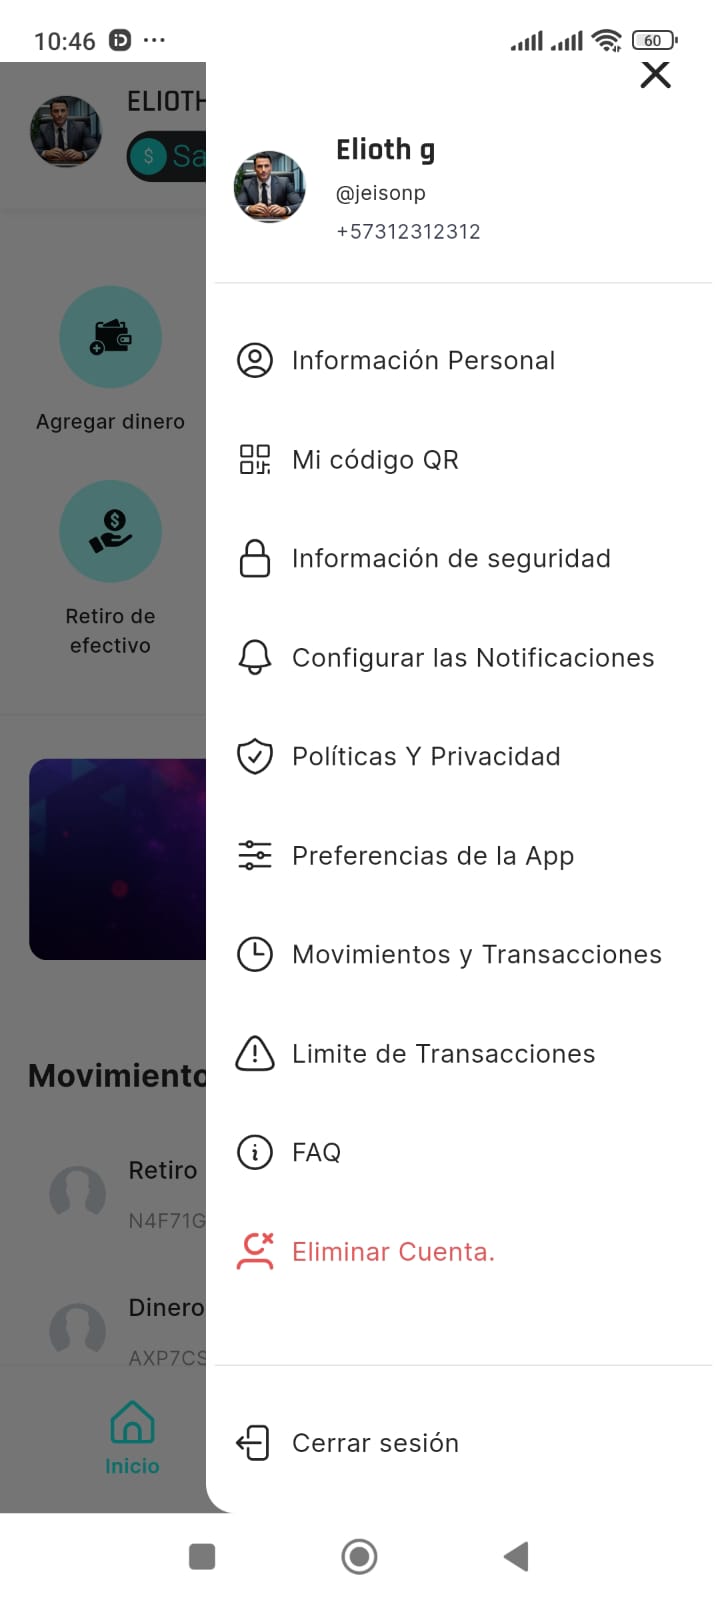 10:46
60
ELIOTH
$ Sa
Elioth g
@jeisonp
+57312312312
Agregar dinero
Retiro de
efectivo
Información Personal
Mi código QR
Información de seguridad
Configurar las Notificaciones
Políticas Y Privacidad
Preferencias de la App
Movimientos y Transacciones
Limite de Transacciones
FAQ
Eliminar Cuenta.
Movimiento
Retiro
N4F71G
Dinero
AXP7CS
Inicio
Cerrar sesión